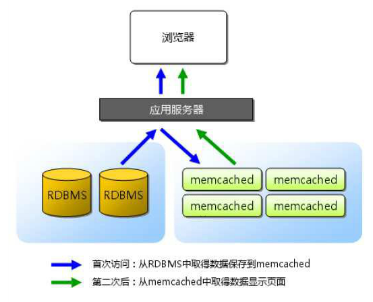 浏览器
应用服务器
RDBMS RDBMS
memcached memcached
memcached memcached
首次访问：从RDBMS中取得数据保存到memcached
第二次后：从memcached中取得数据显示页面